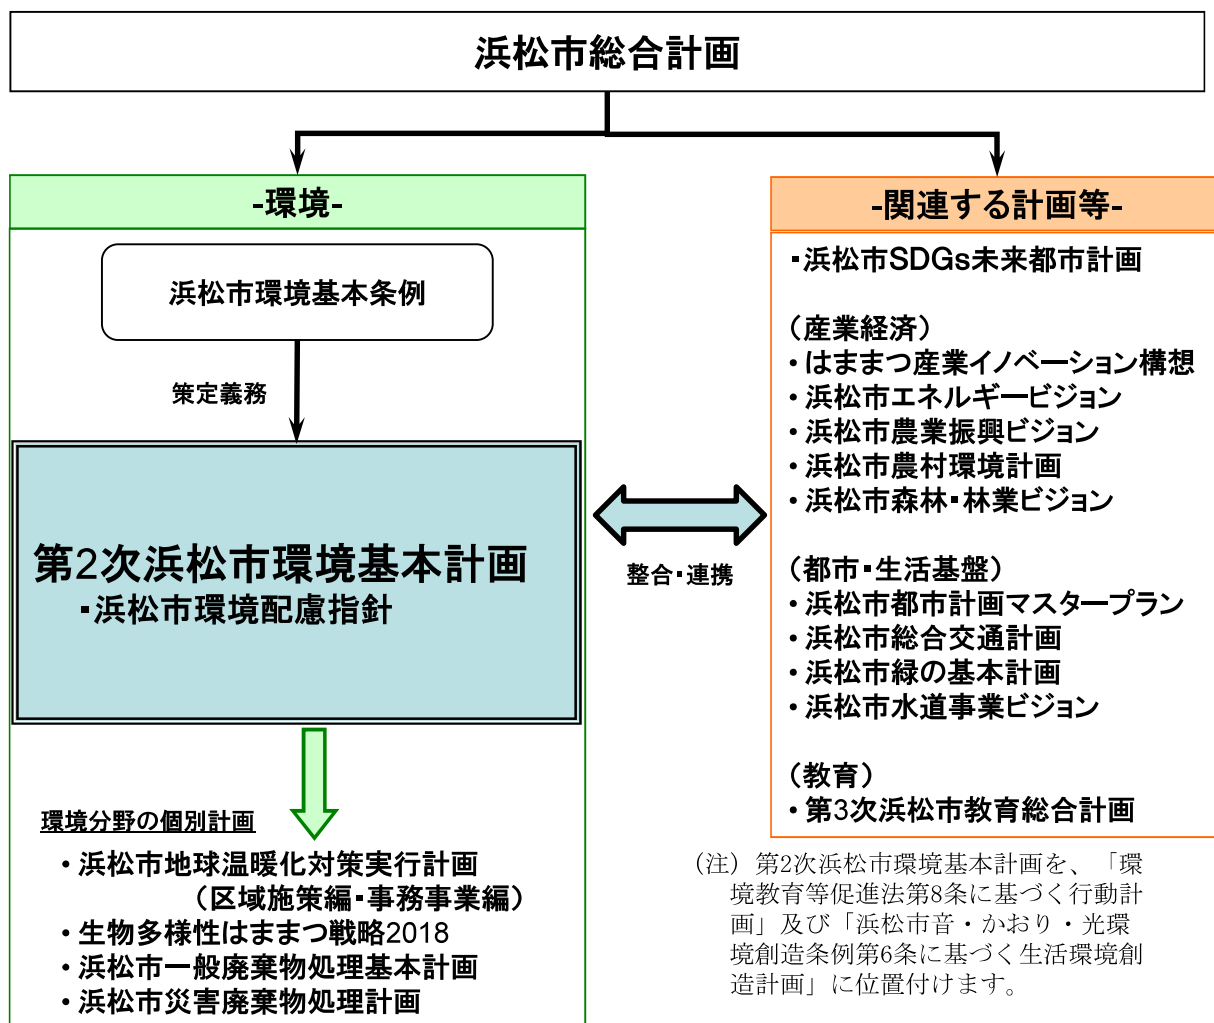 浜松市総合計画
-環境-
浜松市環境基本条例
策定義務
第2次浜松市環境基本計画
・浜松市環境配慮指針
環境分野の個別計画
・浜松市地球温暖化対策実行計画
（区域施策編・事務事業編）
・生物多様性はままつ戦略2018
・浜松市一般廃棄物処理基本計画
・浜松市災害廃棄物処理計画
整合・連携
-関連する計画等-
・浜松市SDGs未来都市計画
（産業経済）
・はままつ産業イノベーション構想
・浜松市エネルギービジョン
・浜松市農業振興ビジョン
・浜松市農村環境計画
・浜松市森林・林業ビジョン
（都市・生活基盤）
・浜松市都市計画マスタープラン
・浜松市総合交通計画
・浜松市緑の基本計画
・浜松市水道事業ビジョン
（教育）
・第3次浜松市教育総合計画
（注）第2次浜松市環境基本計画を、「環
境教育等促進法第8条に基づく行動計
画」及び「浜松市音・かおり・光環
境創造条例第6条に基づく生活環境創
造計画」に位置付けます。